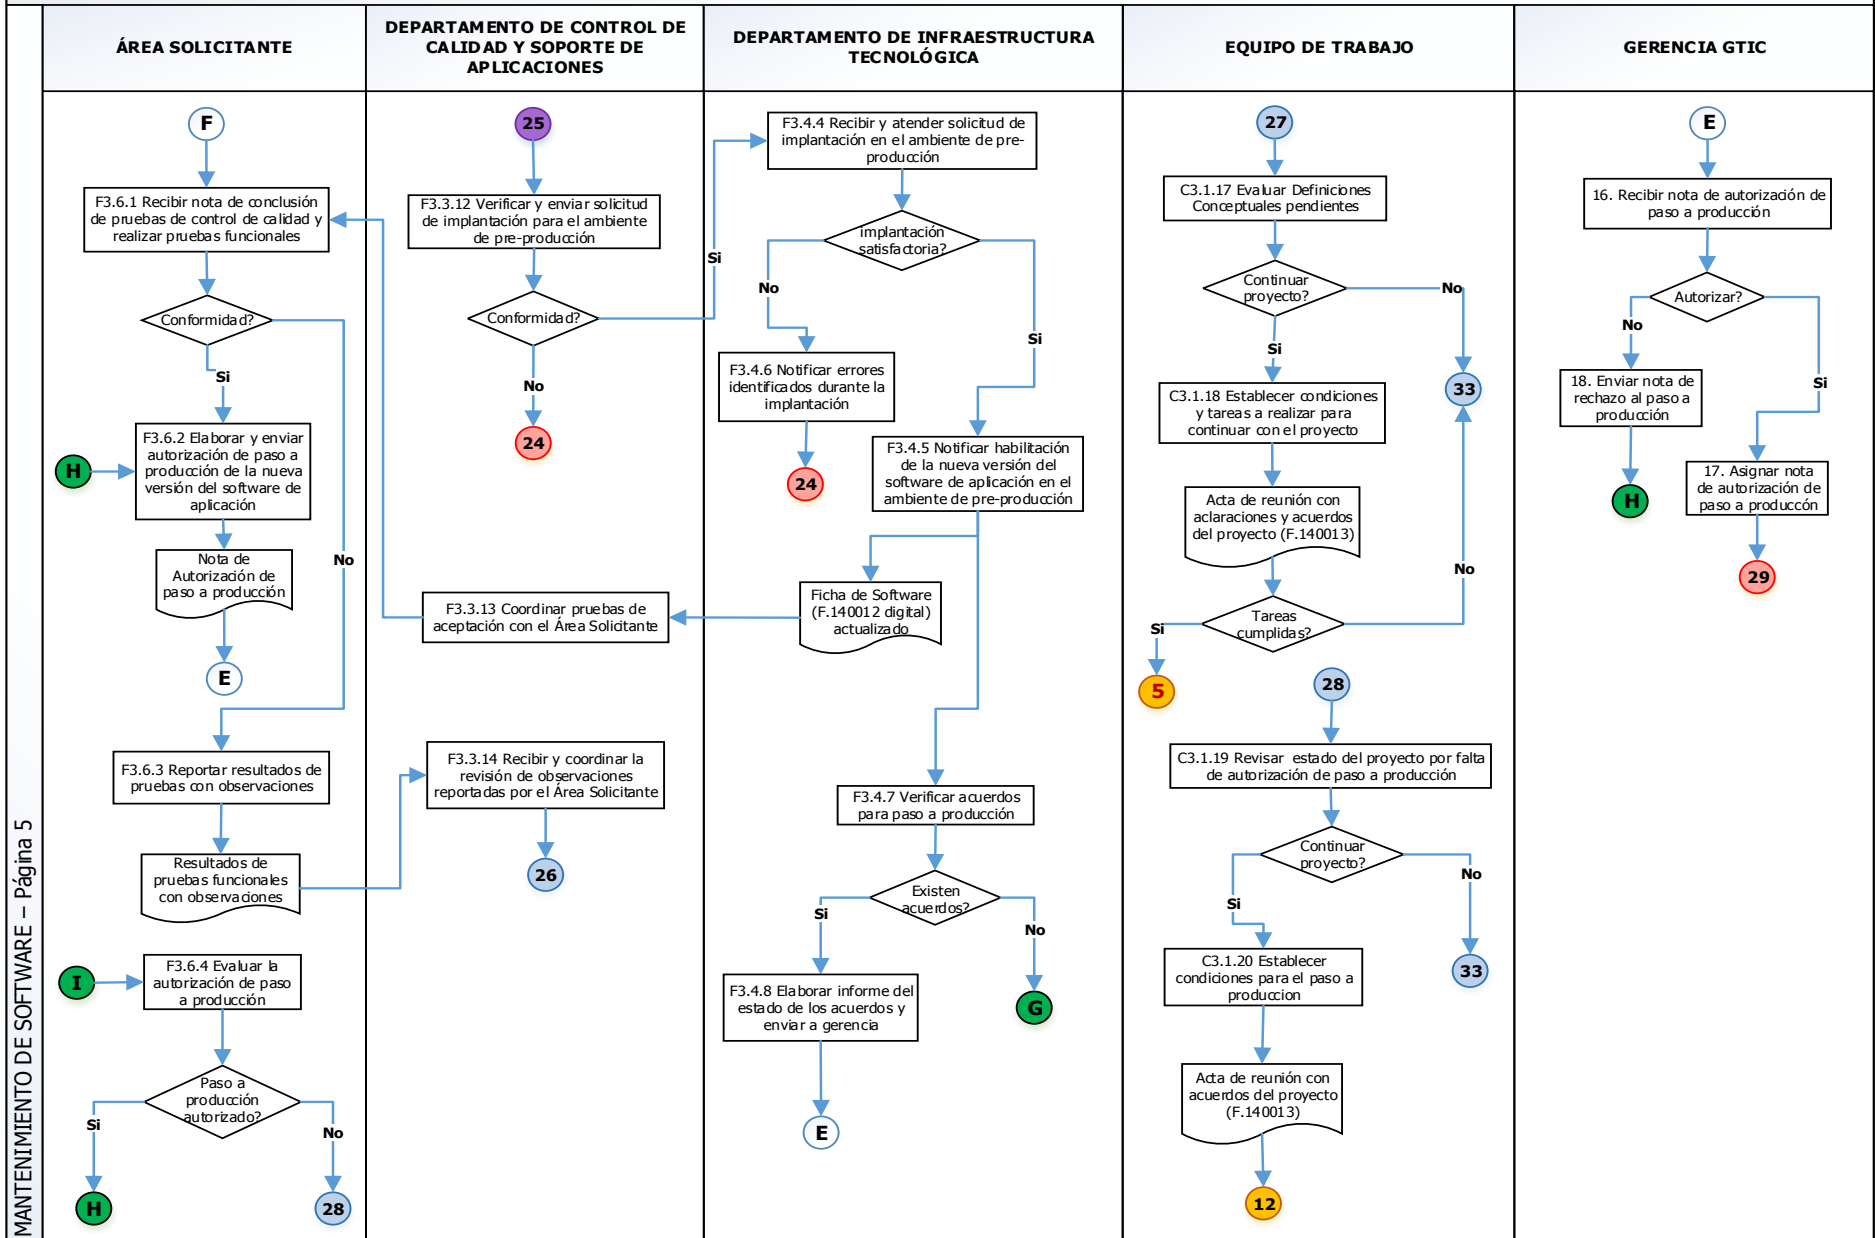 MANTENIMIENTO DE SOFTWARE – Página 5
ÁREA SOLICITANTE
DEPARTAMENTO DE CONTROL DE
CALIDAD Y SOPORTE DE
APLICACIONES
DEPARTAMENTO DE INFRAESTRUCTURA
TECNOLÓGICA
EQUIPO DE TRABAJO
GERENCIA GTIC
F
F3.6.1 Recibir nota de conclusión
de pruebas de control de calidad y
realizar pruebas funcionales
Conformidad?
Si
No
H
F3.6.2 Elaborar y enviar
autorización de paso a
producción de la nueva
versión del software de
aplicación
Nota de
Autorización de
paso a producción
E
F3.6.3 Reportar resultados de
pruebas con observaciones
Resultados de
pruebas funcionales
con observaciones
I
F3.6.4 Evaluar la
autorización de paso
a producción
Paso a
producción
autorizado?
Si
No
H
28
25
F3.3.12 Verificar y enviar solicitud
de implantación para el ambiente
de pre-producción
Conformidad?
Si
No
24
F3.3.13 Coordinar pruebas de
aceptación con el Área Solicitante
F3.3.14 Recibir y coordinar la
revisión de observaciones
reportadas por el Área Solicitante
26
F3.4.4 Recibir y atender solicitud de
implantación en el ambiente de pre-
producción
implantación
satisfactoria?
No
Si
F3.4.6 Notificar errores
identificados durante la
implantación
24
F3.4.5 Notificar habilitación
de la nueva versión del
software de aplicación en el
ambiente de pre-producción
Ficha de Software
(F.140012 digital)
actualizado
F3.4.7 Verificar acuerdos
para paso a producción
Existen
acuerdos?
Si
No
F3.4.8 Elaborar informe del
estado de los acuerdos y
enviar a gerencia
G
E
27
C3.1.17 Evaluar Definiciones
Conceptuales pendientes
Continuar
proyecto?
No
Si
33
C3.1.18 Establecer condiciones
y tareas a realizar para
continuar con el proyecto
Acta de reunión con
aclaraciones y acuerdos
del proyecto (F.140013)
No
Tareas
cumplidas?
Si
5
28
C3.1.19 Revisar estado del proyecto por falta
de autorización de paso a producción
Continuar
proyecto?
Si
No
33
C3.1.20 Establecer
condiciones para el paso a
produccion
Acta de reunión con
acuerdos del proyecto
(F.140013)
12
E
16. Recibir nota de autorización de
paso a producción
Autorizar?
No
Si
18. Enviar nota de
rechazo al paso a
producción
H
17. Asignar nota
de autorización de
paso a produccón
29